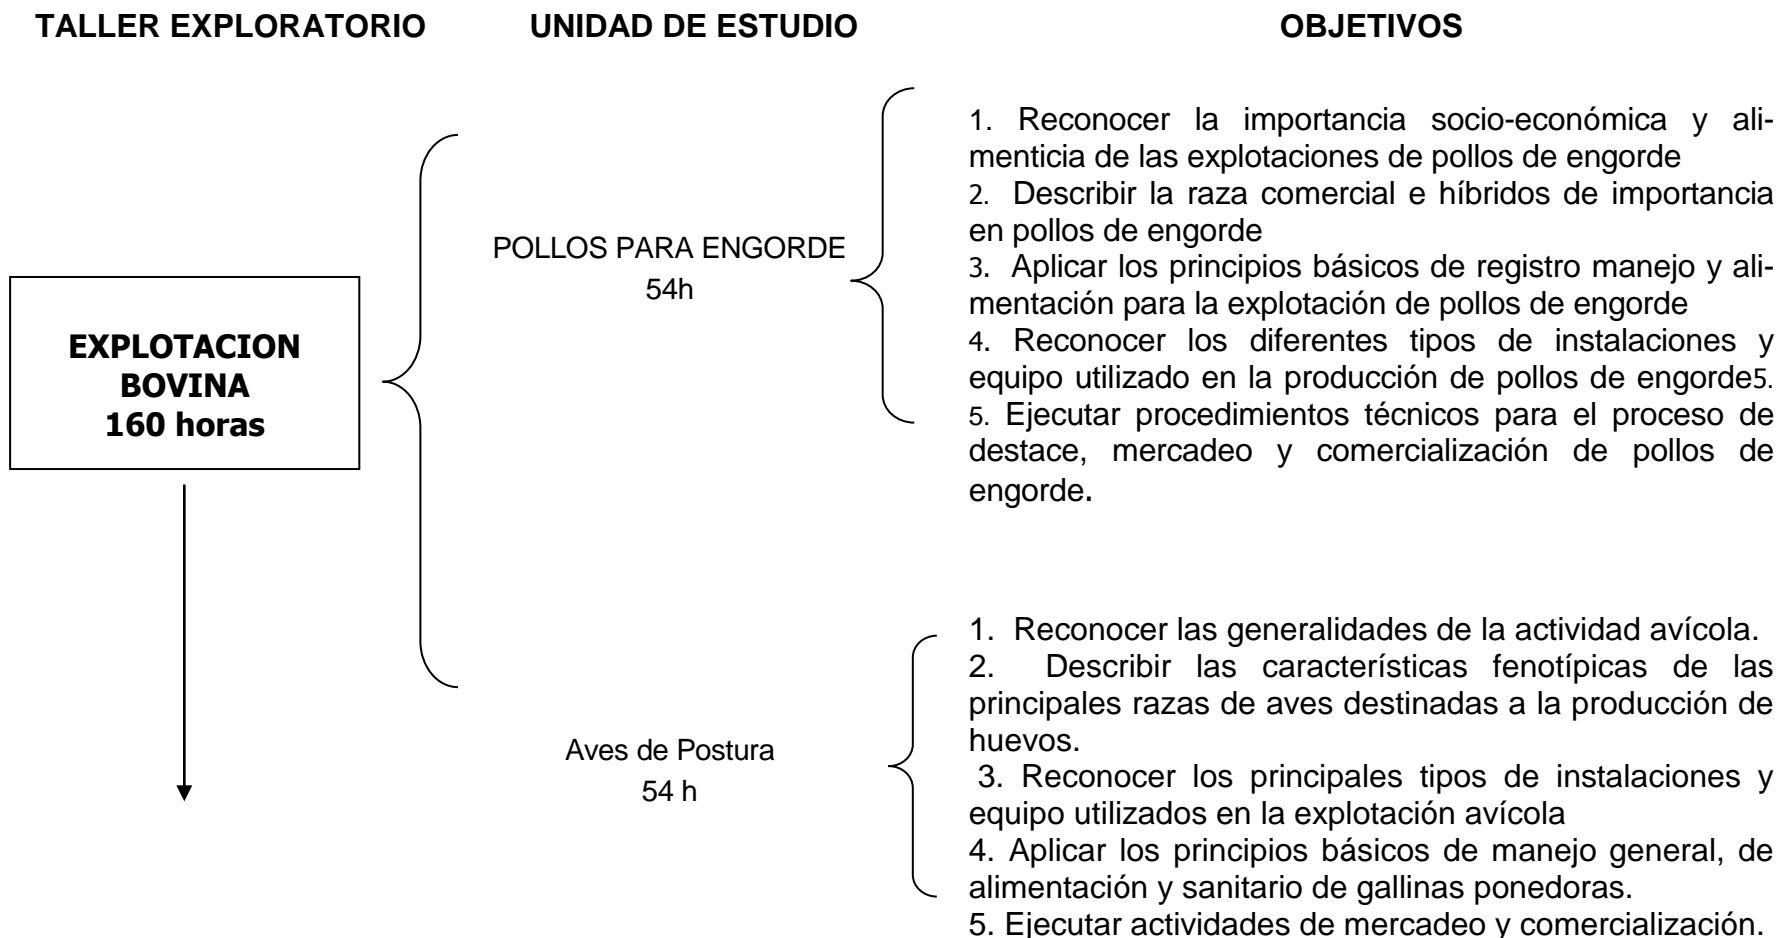 TALLER EXPLORATORIO
UNIDAD DE ESTUDIO
OBJETIVOS
EXPLOTACION
BOVINA
160 horas
POLLOS PARA ENGORDE
54h
1. Reconocer la importancia socio-económica y ali-
menticia de las explotaciones de pollos de engorde
2. Describir la raza comercial e híbridos de importancia
en pollos de engorde
3. Aplicar los principios básicos de registro manejo y ali-
mentación para la explotación de pollos de engorde
4. Reconocer los diferentes tipos de instalaciones y
equipo utilizado en la producción de pollos de engorde5.
5. Ejecutar procedimientos técnicos para el proceso de
destace, mercadeo y comercialización de pollos de
engorde.
Aves de Postura
54 h
1. Reconocer las generalidades de la actividad avícola.
2. Describir las características fenotípicas de las
principales razas de aves destinadas a la producción de
huevos.
3. Reconocer los principales tipos de instalaciones y
equipo utilizados en la explotación avícola
4. Aplicar los principios básicos de manejo general, de
alimentación y sanitario de gallinas ponedoras.
5. Ejecutar actividades de mercadeo y comercialización.